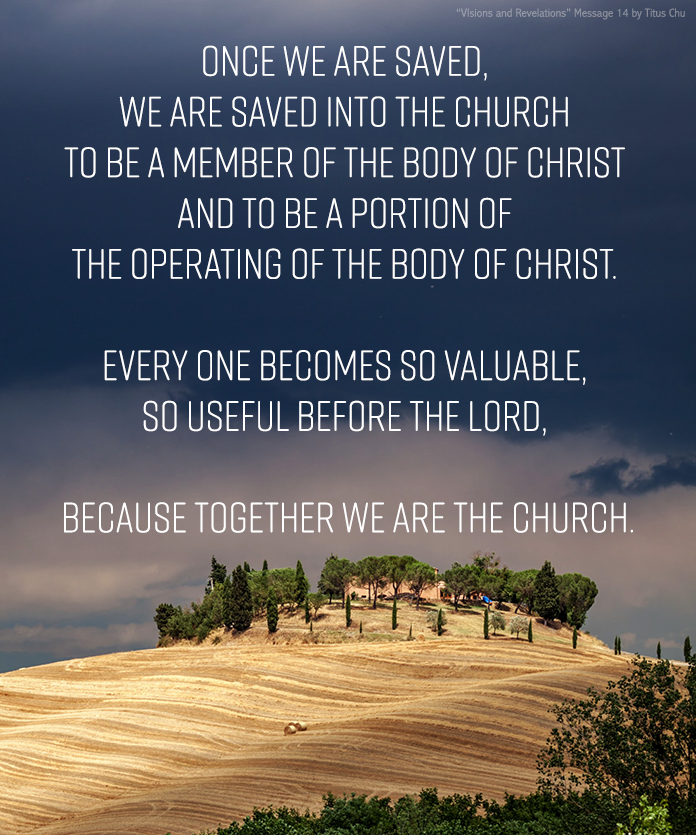 "Visions and Revelations" Message 14 by Titus Chu
ONCE WE ARE SAVED,
WE ARE SAVED INTO THE CHURCH
TO BE A MEMBER OF THE BODY OF CHRIST
AND TO BE A PORTION OF
THE OPERATING OF THE BODY OF CHRIST.
EVERY ONE BECOMES SO VALUABLE,
SO USEFUL BEFORE THE LORD,
BECAUSE TOGETHER WE ARE THE CHURCH.